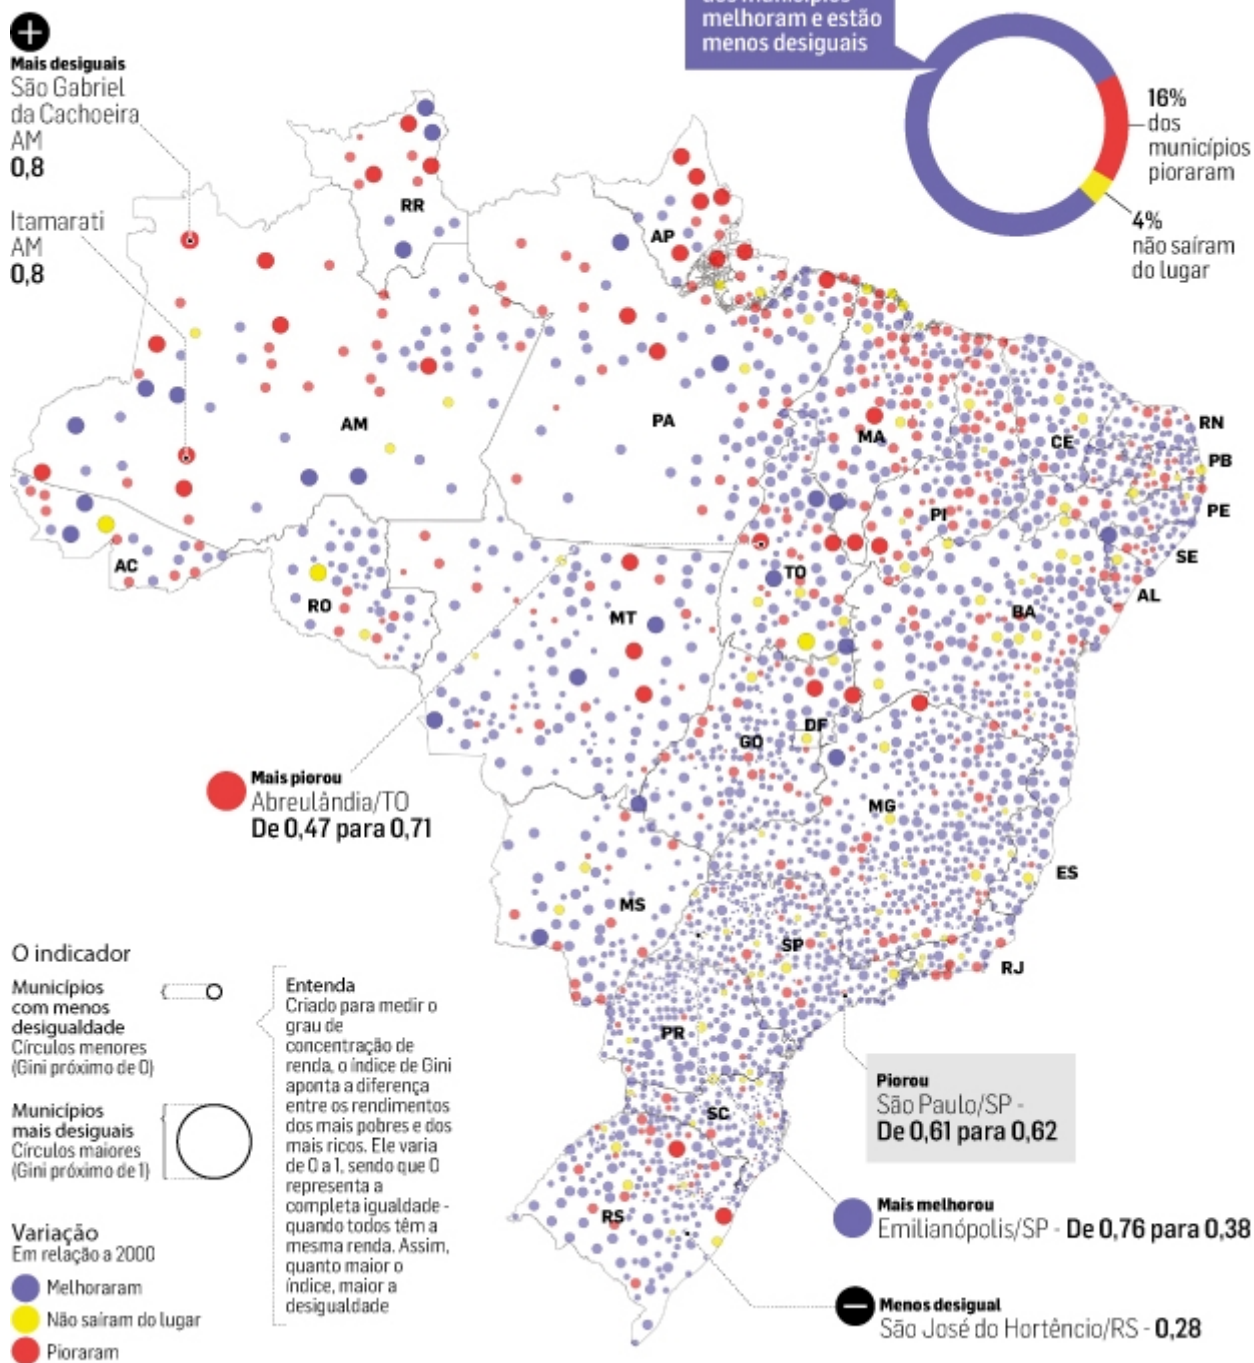 melhoram e estão
menos desiguais
16%
dos
municípios
pioraram
4%
não saíram
do lugar
+
Mais desiguais
São Gabriel
da Cachoeira
AM
0,8
Itamarati
AM
0,8
RR
AP
AM
PA
MA
CE
RN
PB
PE
PI
SE
AL
AC
RO
TO
BA
MT
DF
GO
MG
ES
MS
SP
RJ
PR
SC
RS
Mais piorou
Abreulândia/TO
De 0,47 para 0,71
O indicador
Municípios
com menos
desigualdade
Círculos menores
(Gini próximo de 0)
Municípios
mais desiguais
Círculos maiores
(Gini próximo de 1)
Entenda
Criado para medir o
grau de
concentração de
renda, o índice de Gini
aponta a diferença
entre os rendimentos
dos mais pobres e dos
mais ricos. Ele varia
de 0 a 1, sendo que 0
representa a
completa igualdade -
quando todos têm a
mesma renda. Assim,
quanto maior o
índice, maior a
desigualdade
Variação
Em relação a 2000
Melhoraram
Não saíram do lugar
Pioraram
Piorou
São Paulo/SP -
De 0,61 para 0,62
Mais melhorou
Emilianópolis/SP - De 0,76 para 0,38
Menos desigual
São José do Hortêncio/RS - 0,28